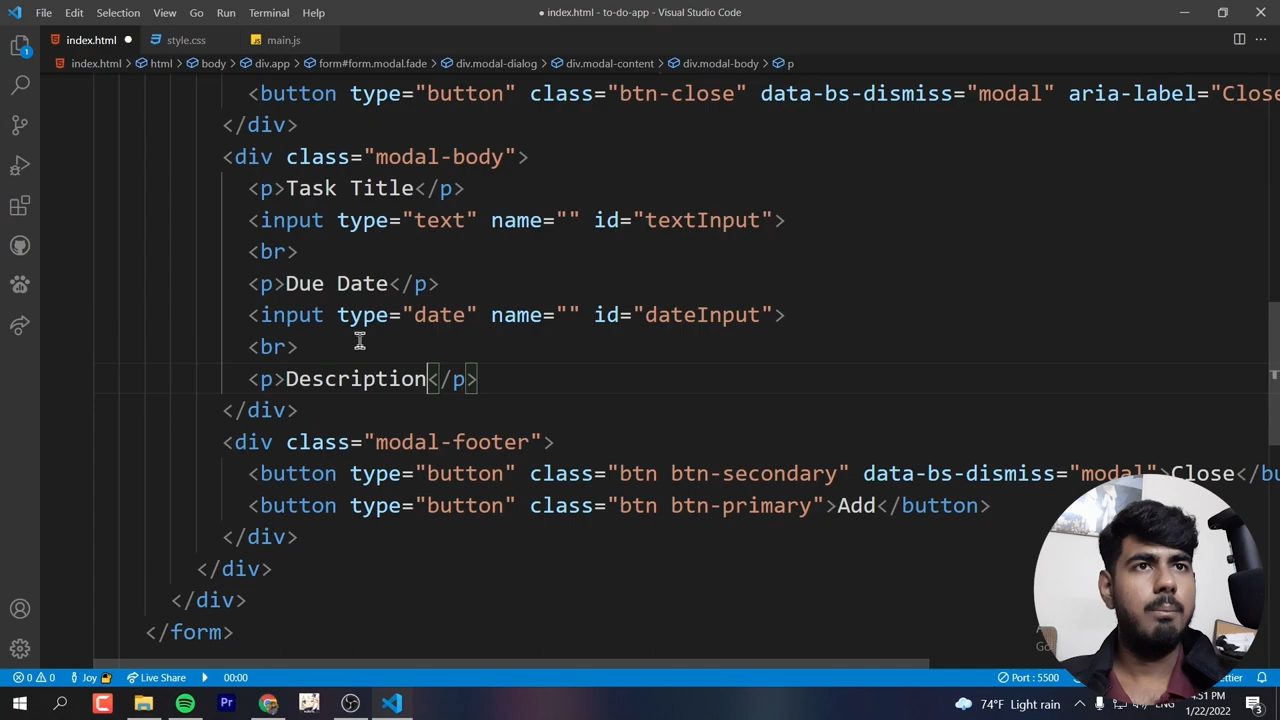 File Edit Selection View Go Run Terminal Help
● index.html - to-do-app - Visual Studio Code
index.html ● style.css main.js
index.html > html > body > div.app > form#form.modal.fade > div.modal-dialog > div.modal-content > div.modal-body > p
<button type="button" class="btn-close" data-bs-dismiss="modal" aria-label="Close
</div>
<div class="modal-body">
<p>Task Title</p>
<input type="text" name="" id="textInput">
<br>
<p>Due Date</p>
<input type="date" name="" id="dateInput">
<br>
<p>Description</p>
</div>
<div class="modal-footer">
<button type="button" class="btn btn-secondary" data-bs-dismiss="modal">Close</bu
<button type="button" class="btn btn-primary">Add</button>
</div>
</div>
</div>
</form>
0 0 Joy Live Share 00:00 Port : 5500
74°F Light rain
4:51 PM
1/22/2022
3